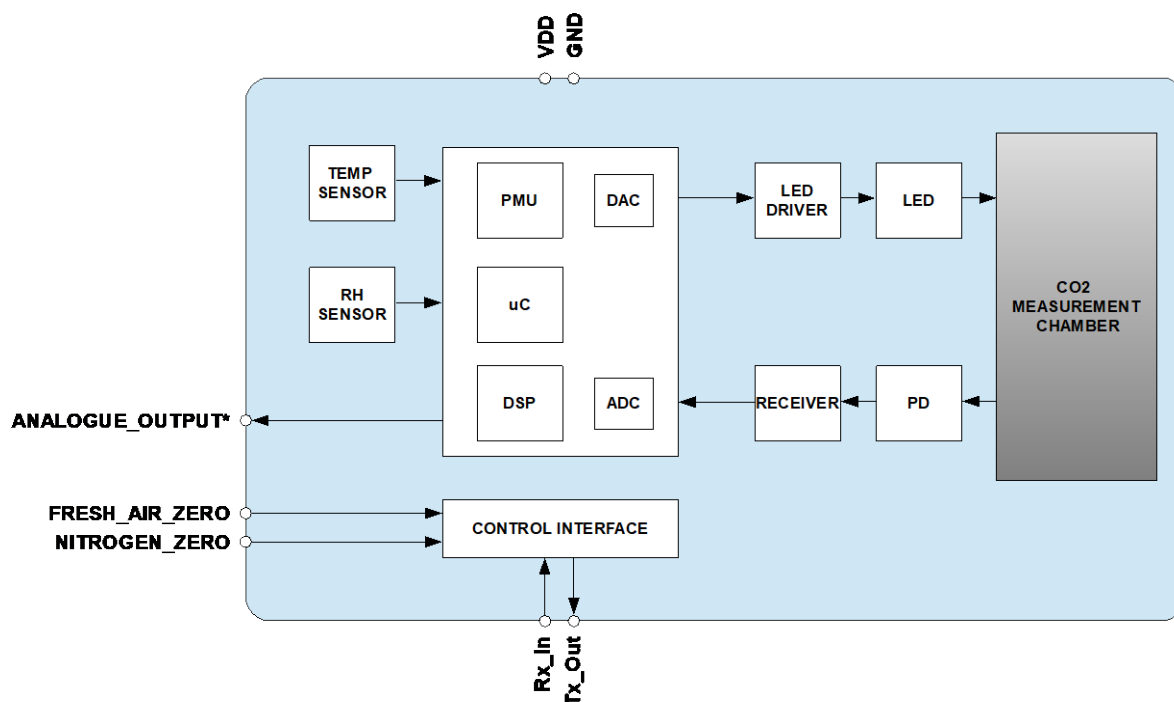 VDD
GND
TEMP
SENSOR
PMU
DAC
LED
DRIVER
LED
RH
SENSOR
uC
CO2
MEASUREMENT
CHAMBER
DSP
ADC
RECEIVER
PD
ANALOGUE_OUTPUT*
FRESH_AIR_ZERO
NITROGEN_ZERO
CONTROL INTERFACE
Rx_In
Tx_Out